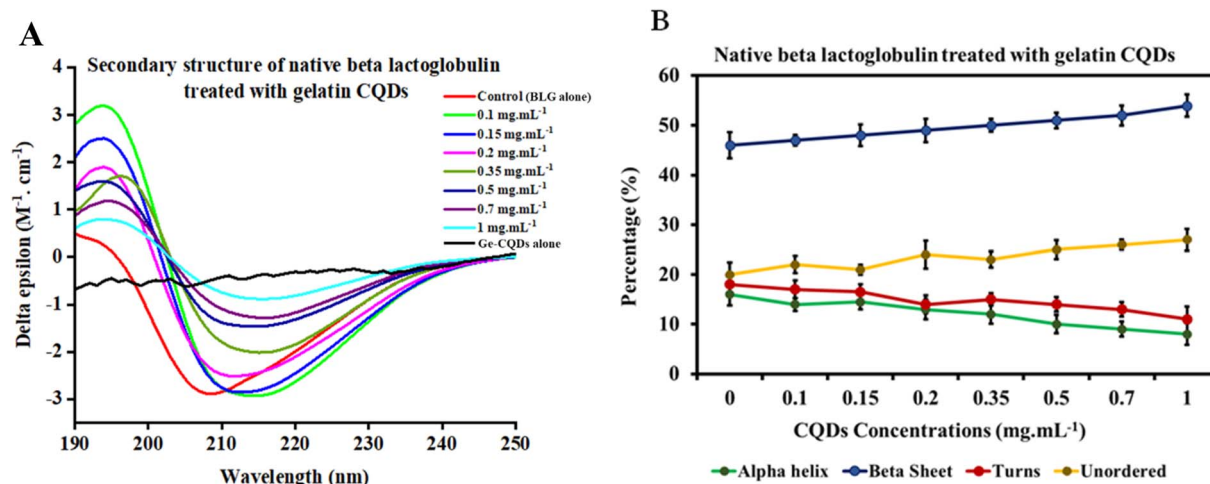 A
Secondary structure of native beta lactoglobulin
treated with gelatin CQDs
Control (BLG alone)
0.1 mg.mL⁻¹
0.15 mg.mL⁻¹
0.2 mg.mL⁻¹
0.35 mg.mL⁻¹
0.5 mg.mL⁻¹
0.7 mg.mL⁻¹
1 mg.mL⁻¹
Ge-CQDs alone
Delta epsilon (M⁻¹. cm⁻¹)
4
3
2
1
0
-1
-2
-3
190 200 210 220 230 240 250
Wavelength (nm)
B
Native beta lactoglobulin treated with gelatin CQDs
Percentage (%)
60
50
40
30
20
10
0
0 0.1 0.15 0.2 0.35 0.5 0.7 1
CQDs Concentrations (mg.mL⁻¹)
Alpha helix Beta Sheet Turns Unordered